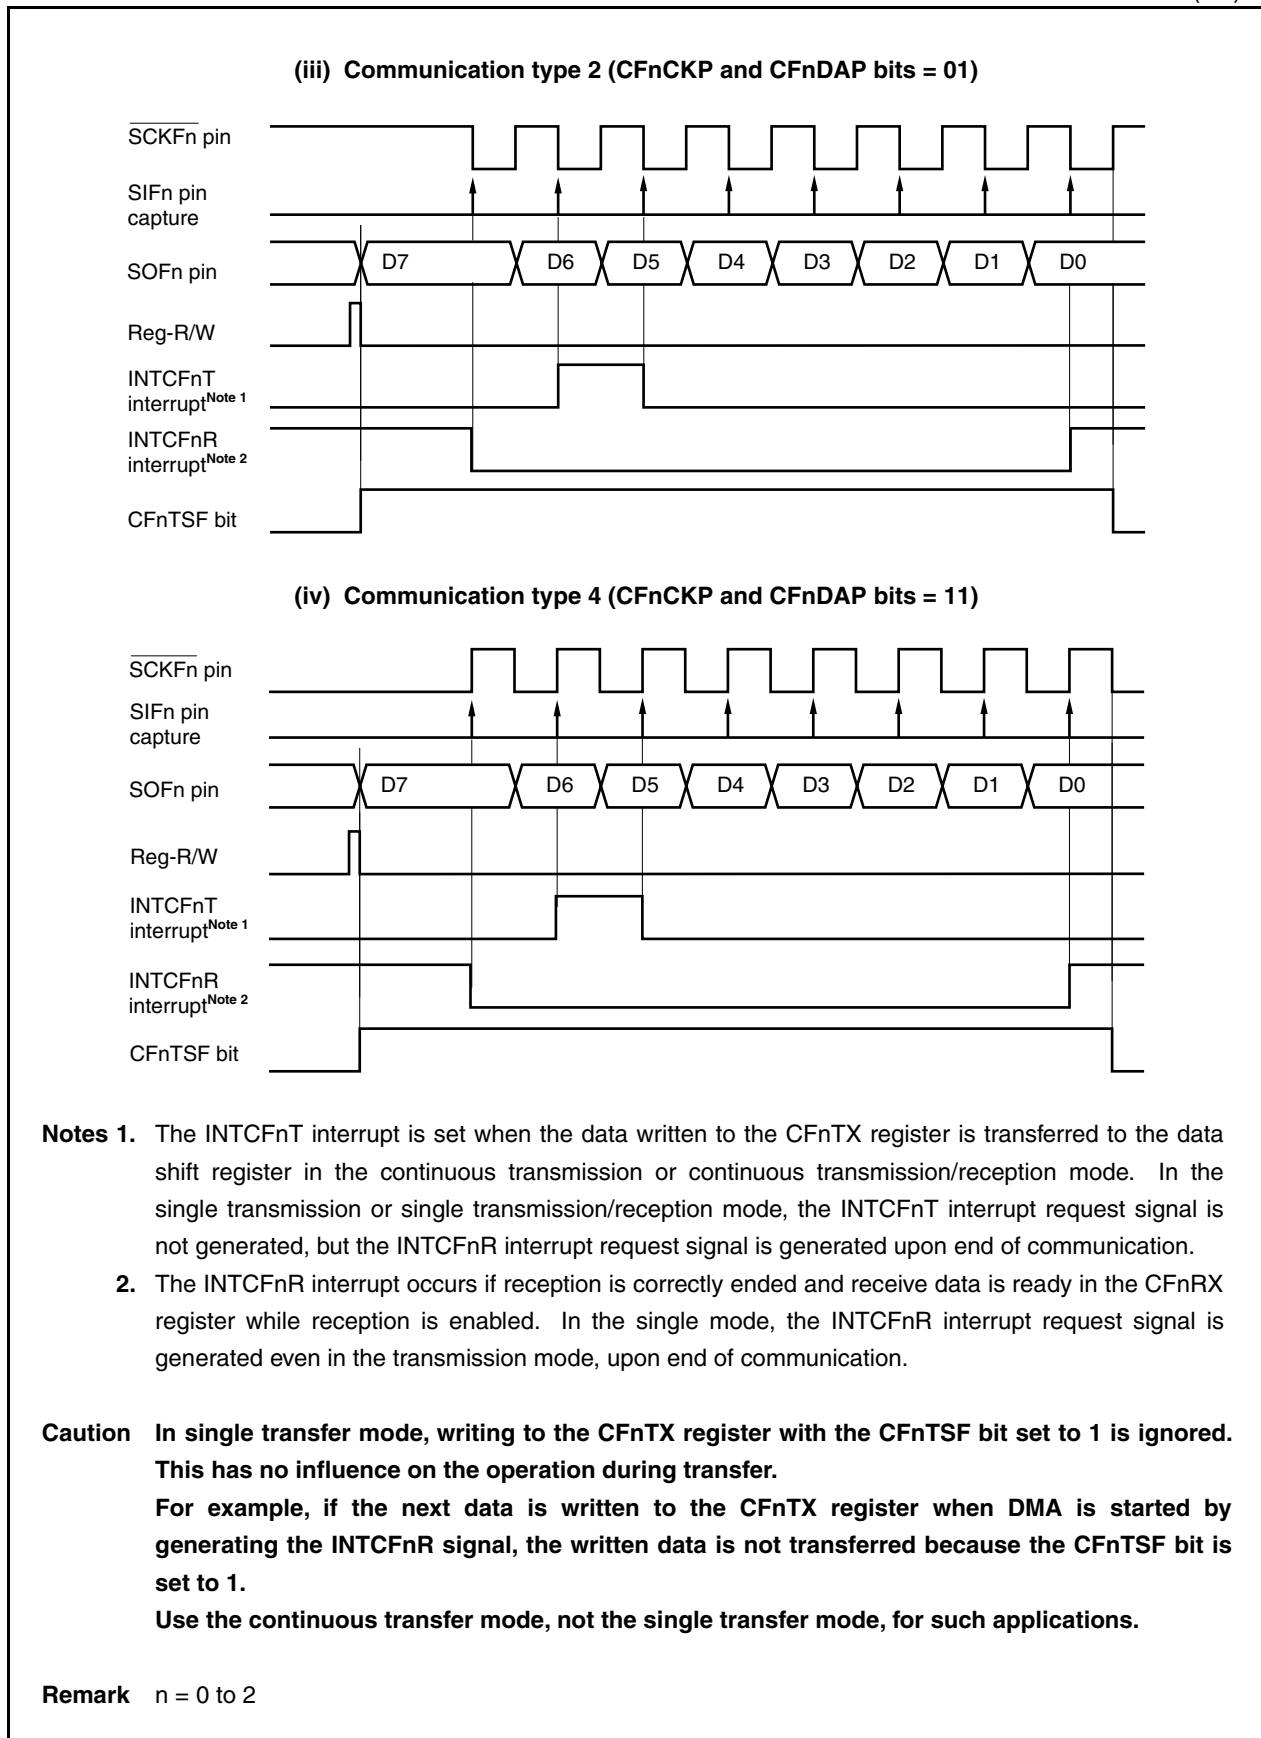 (iii) Communication type 2 (CFnCKP and CFnDAP bits = 01)
SCKFn pin
SIFn pin
capture
SOFn pin
D7 D6 D5 D4 D3 D2 D1 D0
Reg-R/W
INTCFnT
interrupt Note 1
INTCFnR
interrupt Note 2
CFnTSF bit
(iv) Communication type 4 (CFnCKP and CFnDAP bits = 11)
SCKFn pin
SIFn pin
capture
SOFn pin
D7 D6 D5 D4 D3 D2 D1 D0
Reg-R/W
INTCFnT
interrupt Note 1
INTCFnR
interrupt Note 2
CFnTSF bit
Notes 1. The INTCFnT interrupt is set when the data written to the CFnTX register is transferred to the data
shift register in the continuous transmission or continuous transmission/reception mode. In the
single transmission or single transmission/reception mode, the INTCFnT interrupt request signal is
not generated, but the INTCFnR interrupt request signal is generated upon end of communication.
2. The INTCFnR interrupt occurs if reception is correctly ended and receive data is ready in the CFnRX
register while reception is enabled. In the single mode, the INTCFnR interrupt request signal is
generated even in the transmission mode, upon end of communication.
Caution In single transfer mode, writing to the CFnTX register with the CFnTSF bit set to 1 is ignored.
This has no influence on the operation during transfer.
For example, if the next data is written to the CFnTX register when DMA is started by
generating the INTCFnR signal, the written data is not transferred because the CFnTSF bit is
set to 1.
Use the continuous transfer mode, not the single transfer mode, for such applications.
Remark n = 0 to 2